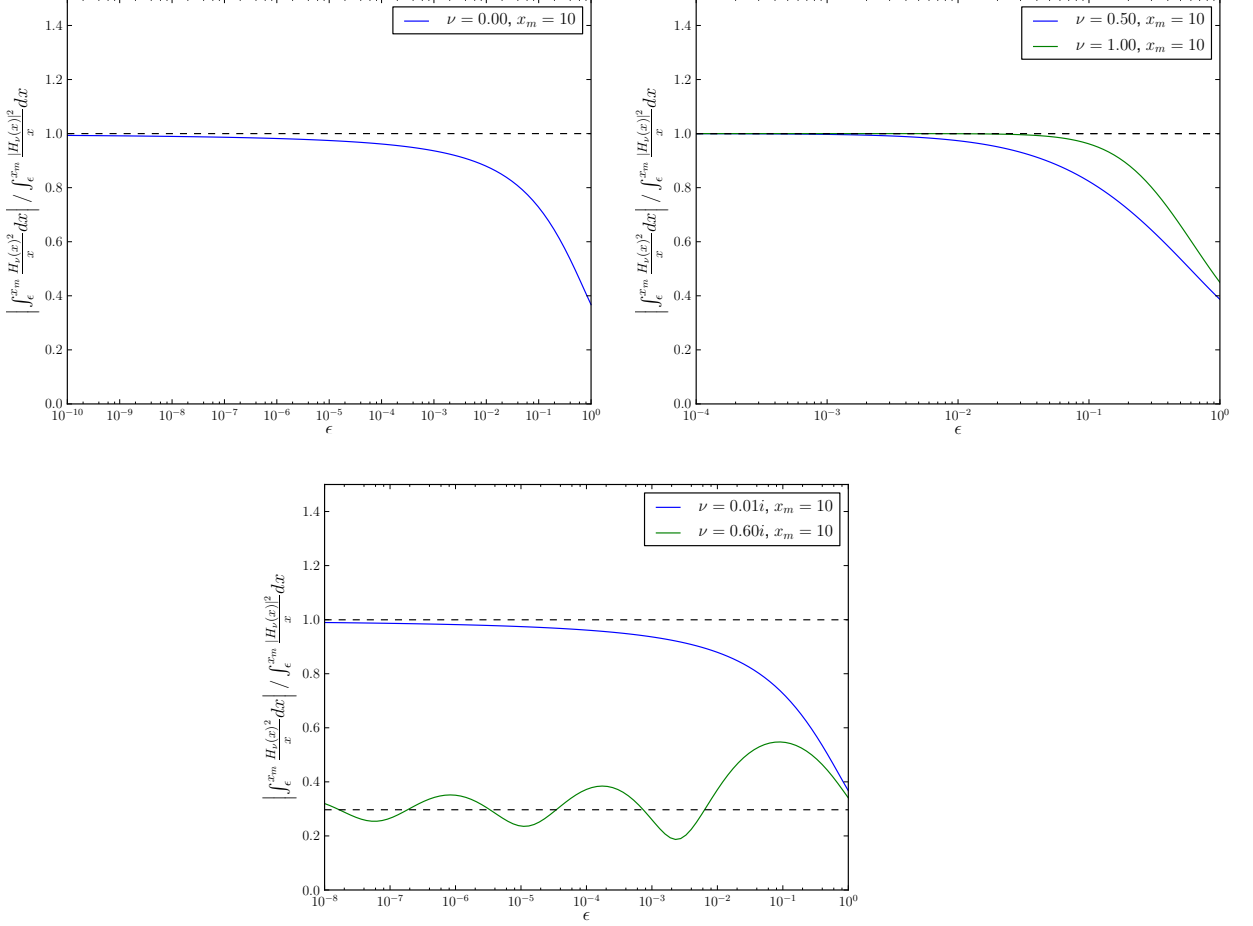 ν = 0.00, x_m = 10
1.4
1.2
1.0
0.8
0.6
0.4
0.2
0.0
|∫_ϵ^{x_m} \frac{H_ν(x)^2}{x} dx| / ∫_ϵ^{x_m} \frac{|H_ν(x)|^2}{x} dx
10^{-10} 10^{-9} 10^{-8} 10^{-7} 10^{-6} 10^{-5} 10^{-4} 10^{-3} 10^{-2} 10^{-1} 10^0
ϵ
ν = 0.50, x_m = 10
ν = 1.00, x_m = 10
1.4
1.2
1.0
0.8
0.6
0.4
0.2
0.0
|∫_ϵ^{x_m} \frac{H_ν(x)^2}{x} dx| / ∫_ϵ^{x_m} \frac{|H_ν(x)|^2}{x} dx
10^{-4} 10^{-3} 10^{-2} 10^{-1} 10^0
ϵ
ν = 0.01i, x_m = 10
ν = 0.60i, x_m = 10
1.4
1.2
1.0
0.8
0.6
0.4
0.2
0.0
|∫_ϵ^{x_m} \frac{H_ν(x)^2}{x} dx| / ∫_ϵ^{x_m} \frac{|H_ν(x)|^2}{x} dx
10^{-8} 10^{-7} 10^{-6} 10^{-5} 10^{-4} 10^{-3} 10^{-2} 10^{-1} 10^0
ϵ